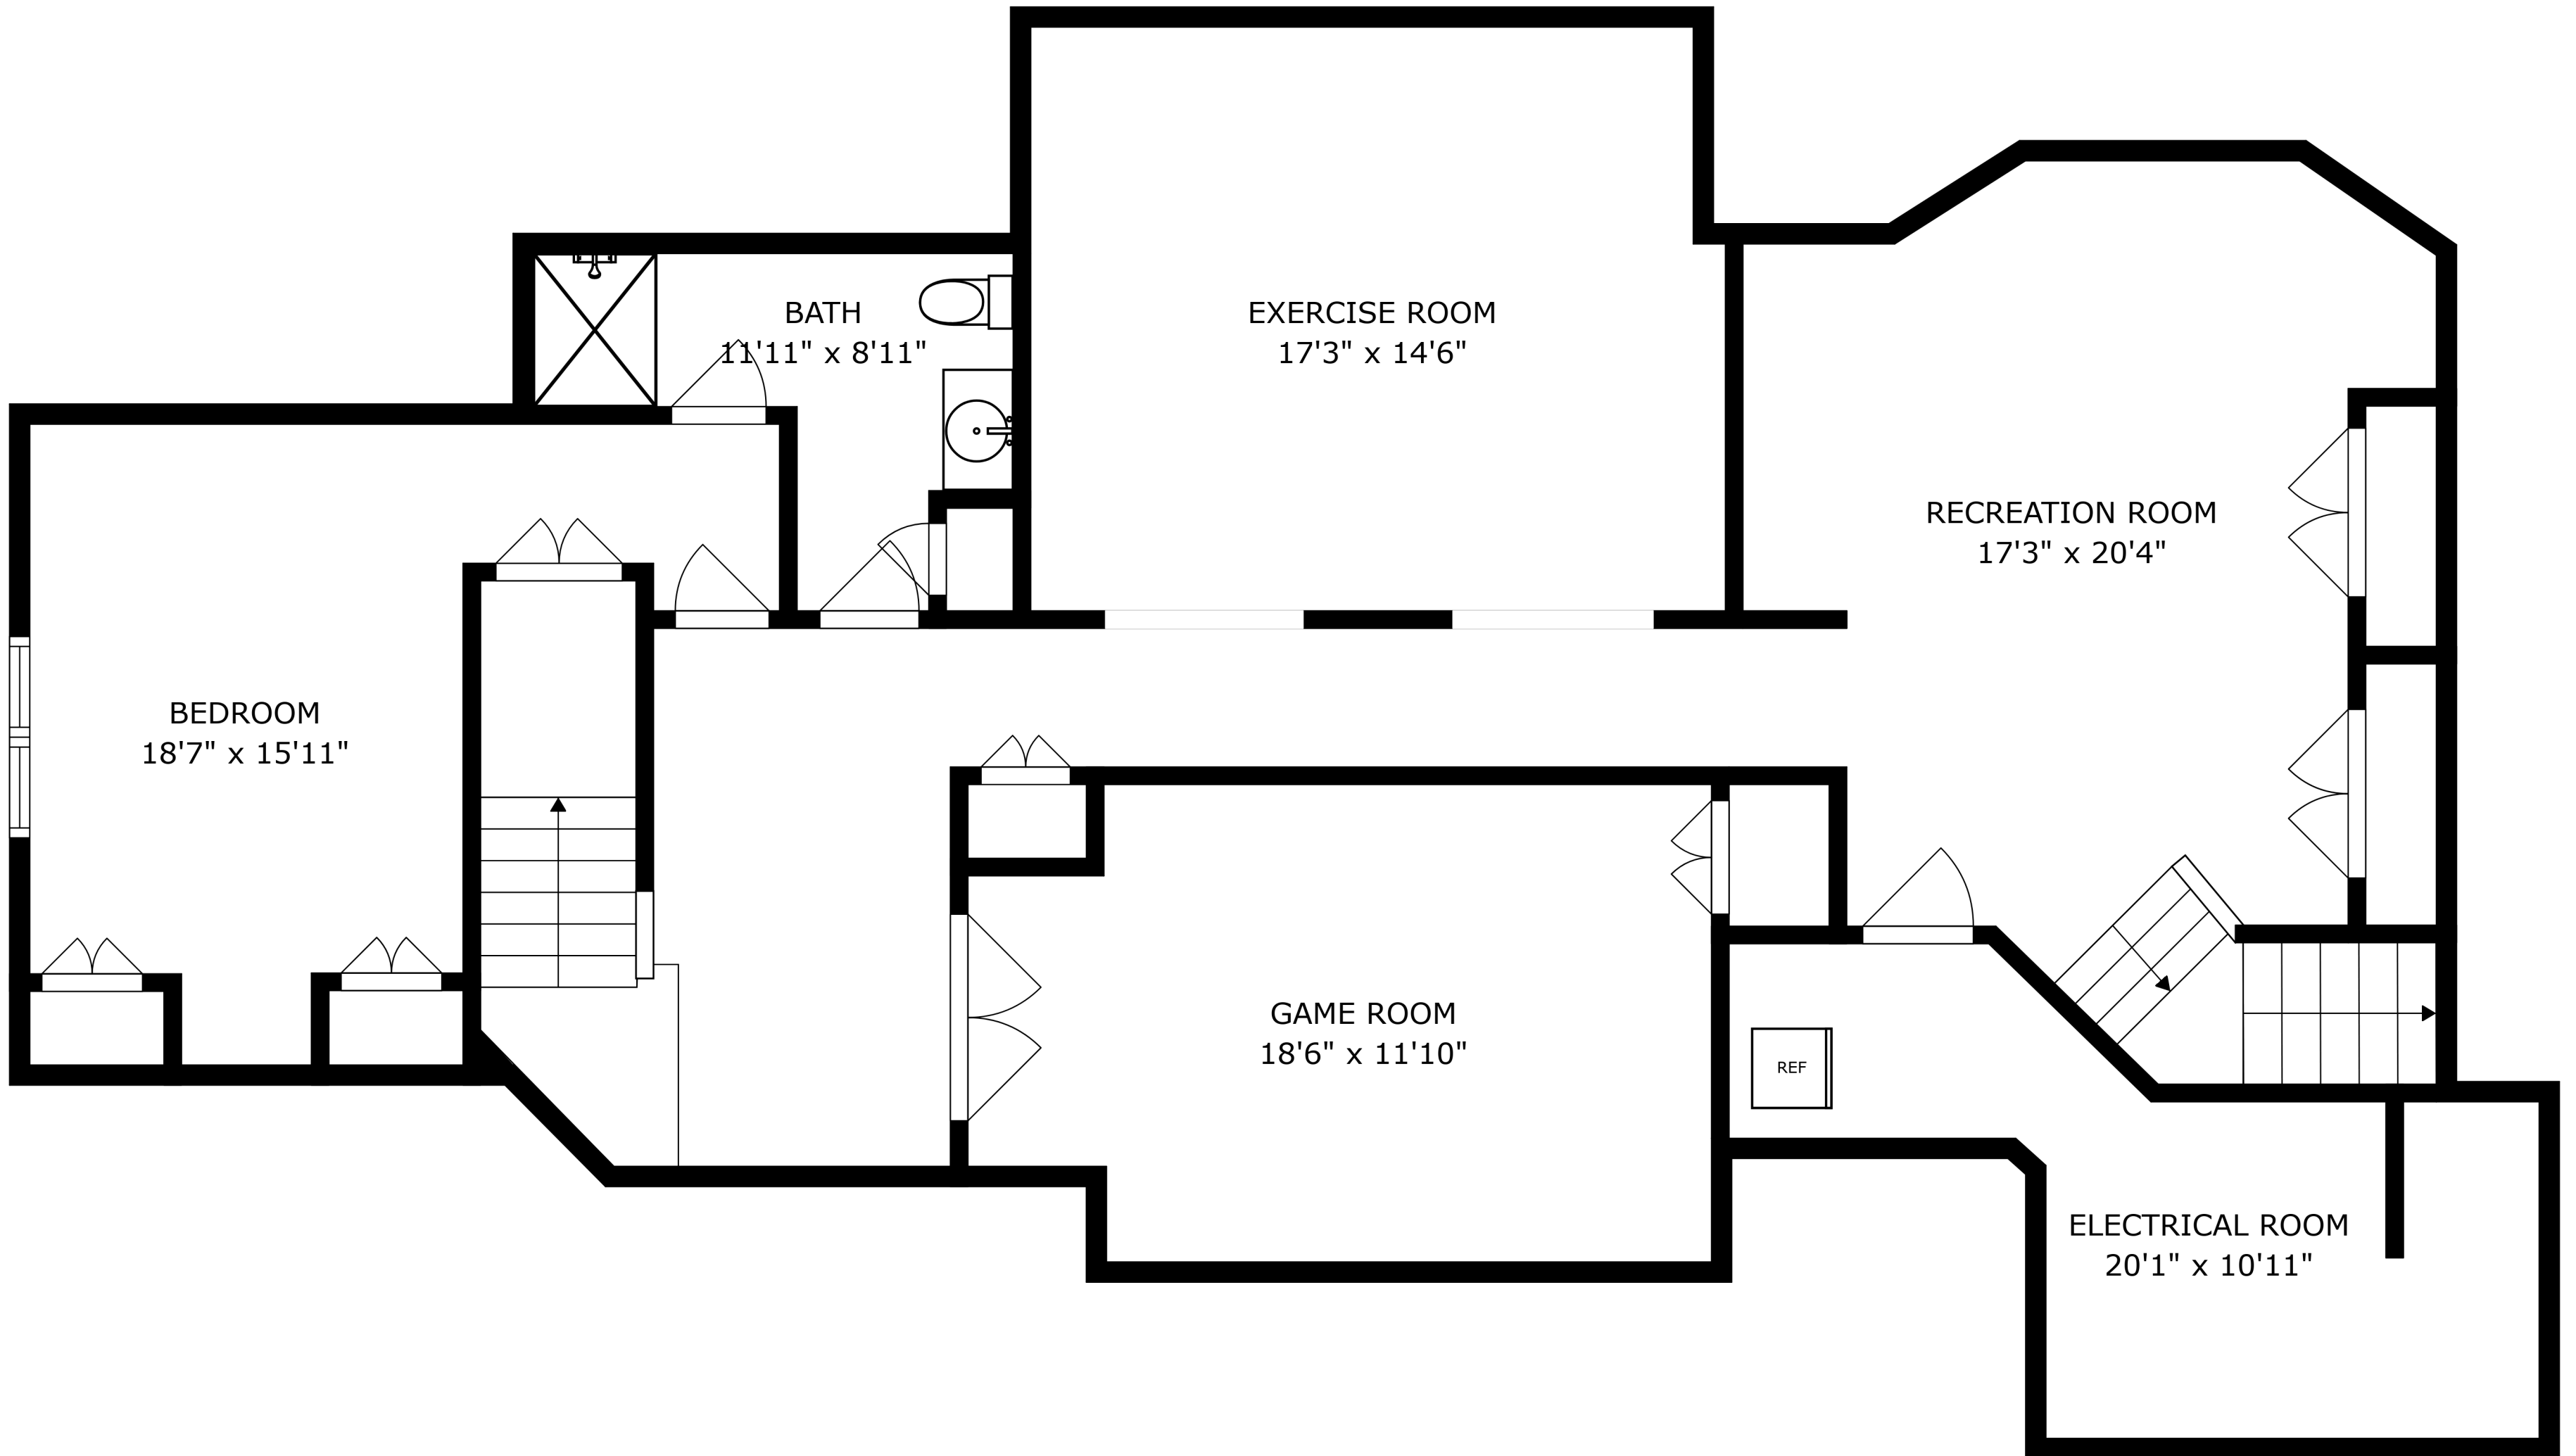 BATH
11'11" x 8'11"
EXERCISE ROOM
17'3" x 14'6"
RECREATION ROOM
17'3" x 20'4"
BEDROOM
18'7" x 15'11"
GAME ROOM
18'6" x 11'10"
REF
ELECTRICAL ROOM
20'1" x 10'11"